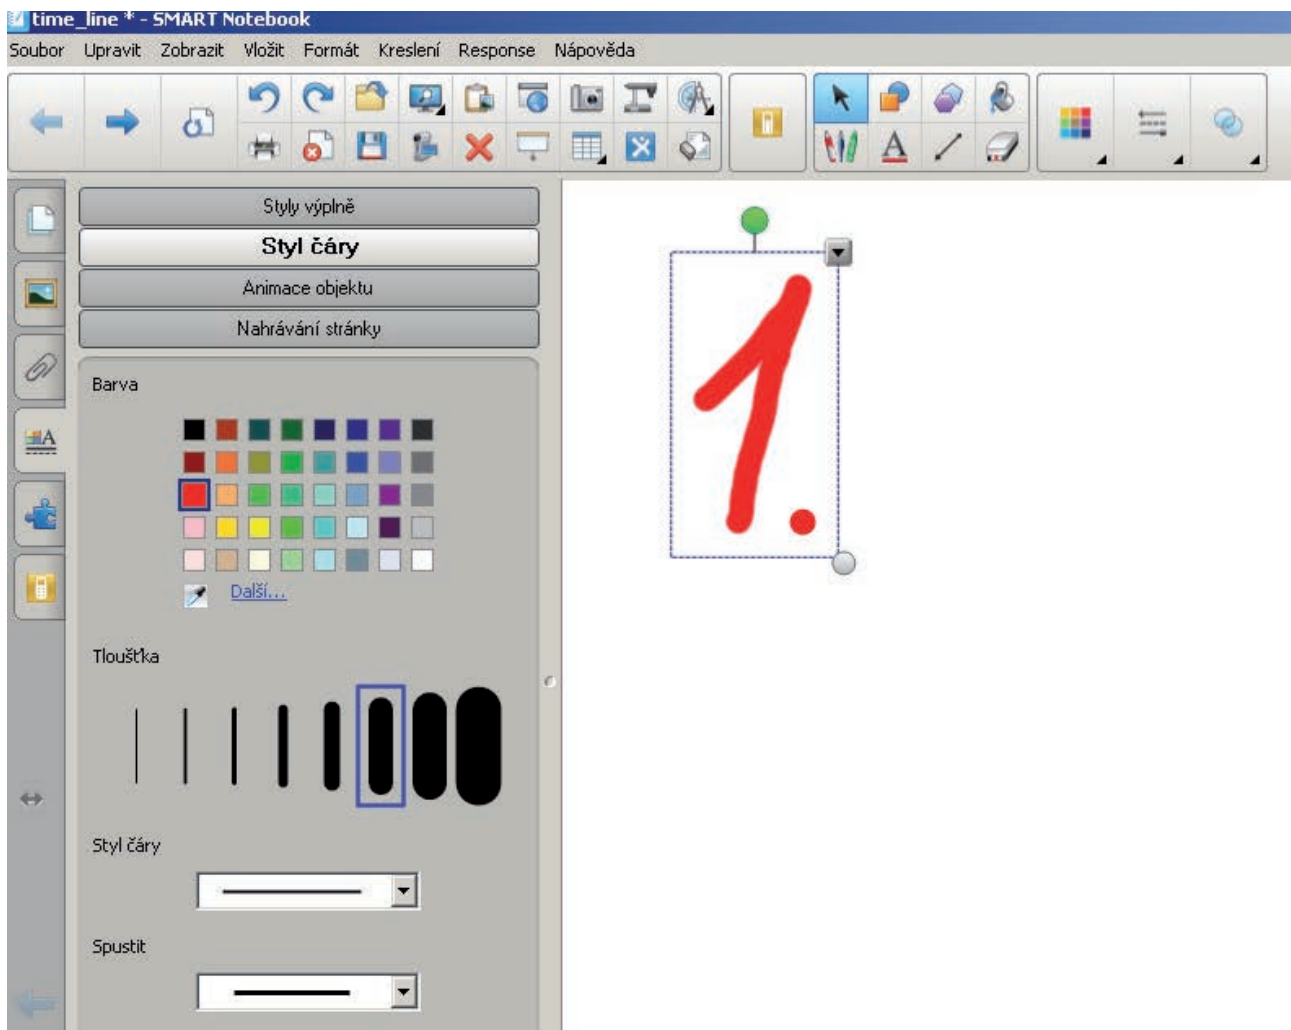 time_line * - SMART Notebook
Soubor Upravit Zobrazit Vložit Formát Kreslení Response Nápověda
Styly výplně
Styl čáry
Animace objektu
Nahrávání stránky
Barva
Další...
Tloušťka
Styl čáry
Spustit
1.